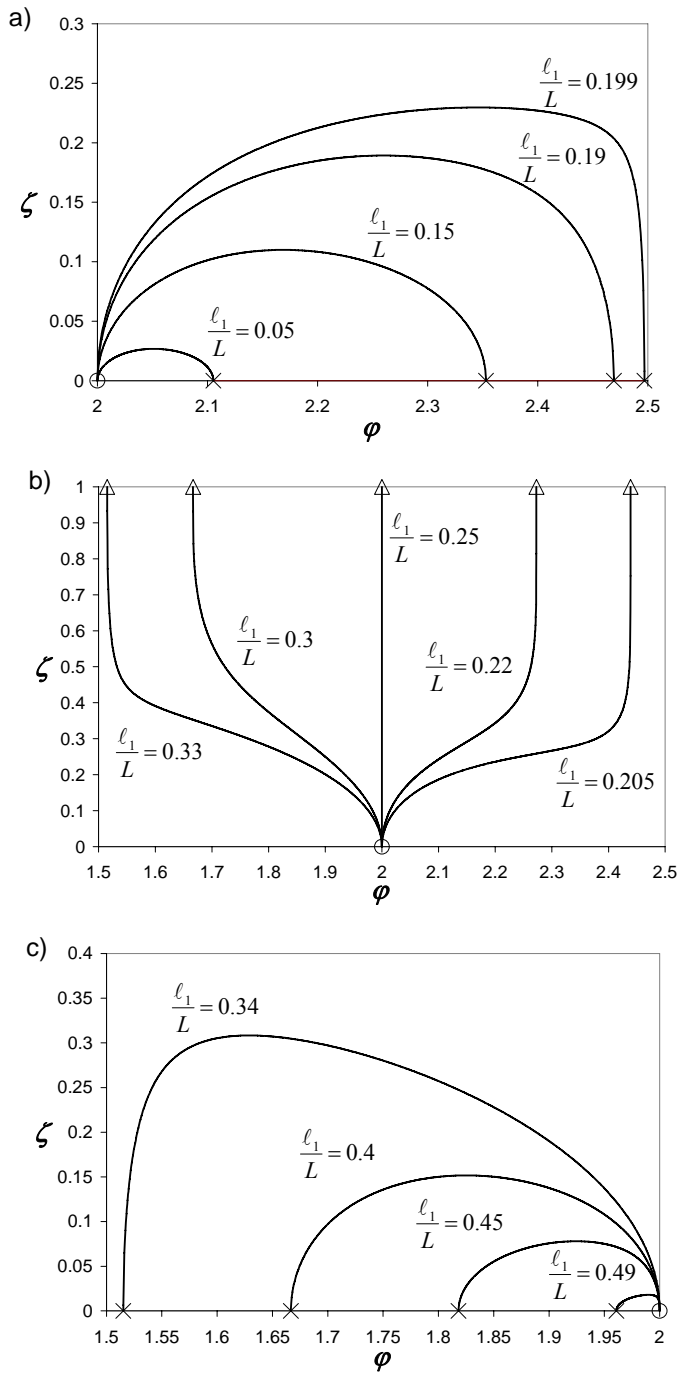 a)
0.3
0.25
0.2
0.15
0.1
0.05
0
ζ
ℓ₁/L = 0.199
ℓ₁/L = 0.19
ℓ₁/L = 0.15
ℓ₁/L = 0.05
2 2.1 2.2 2.3 2.4 2.5
φ
b)
1
0.9
0.8
0.7
0.6
0.5
0.4
0.3
0.2
0.1
0
ζ
ℓ₁/L = 0.25
ℓ₁/L = 0.3
ℓ₁/L = 0.22
ℓ₁/L = 0.33
ℓ₁/L = 0.205
1.5 1.6 1.7 1.8 1.9 2 2.1 2.2 2.3 2.4 2.5
φ
c)
0.4
0.35
0.3
0.25
0.2
0.15
0.1
0.05
0
ζ
ℓ₁/L = 0.34
ℓ₁/L = 0.4
ℓ₁/L = 0.45
ℓ₁/L = 0.49
1.5 1.55 1.6 1.65 1.7 1.75 1.8 1.85 1.9 1.95 2
φ